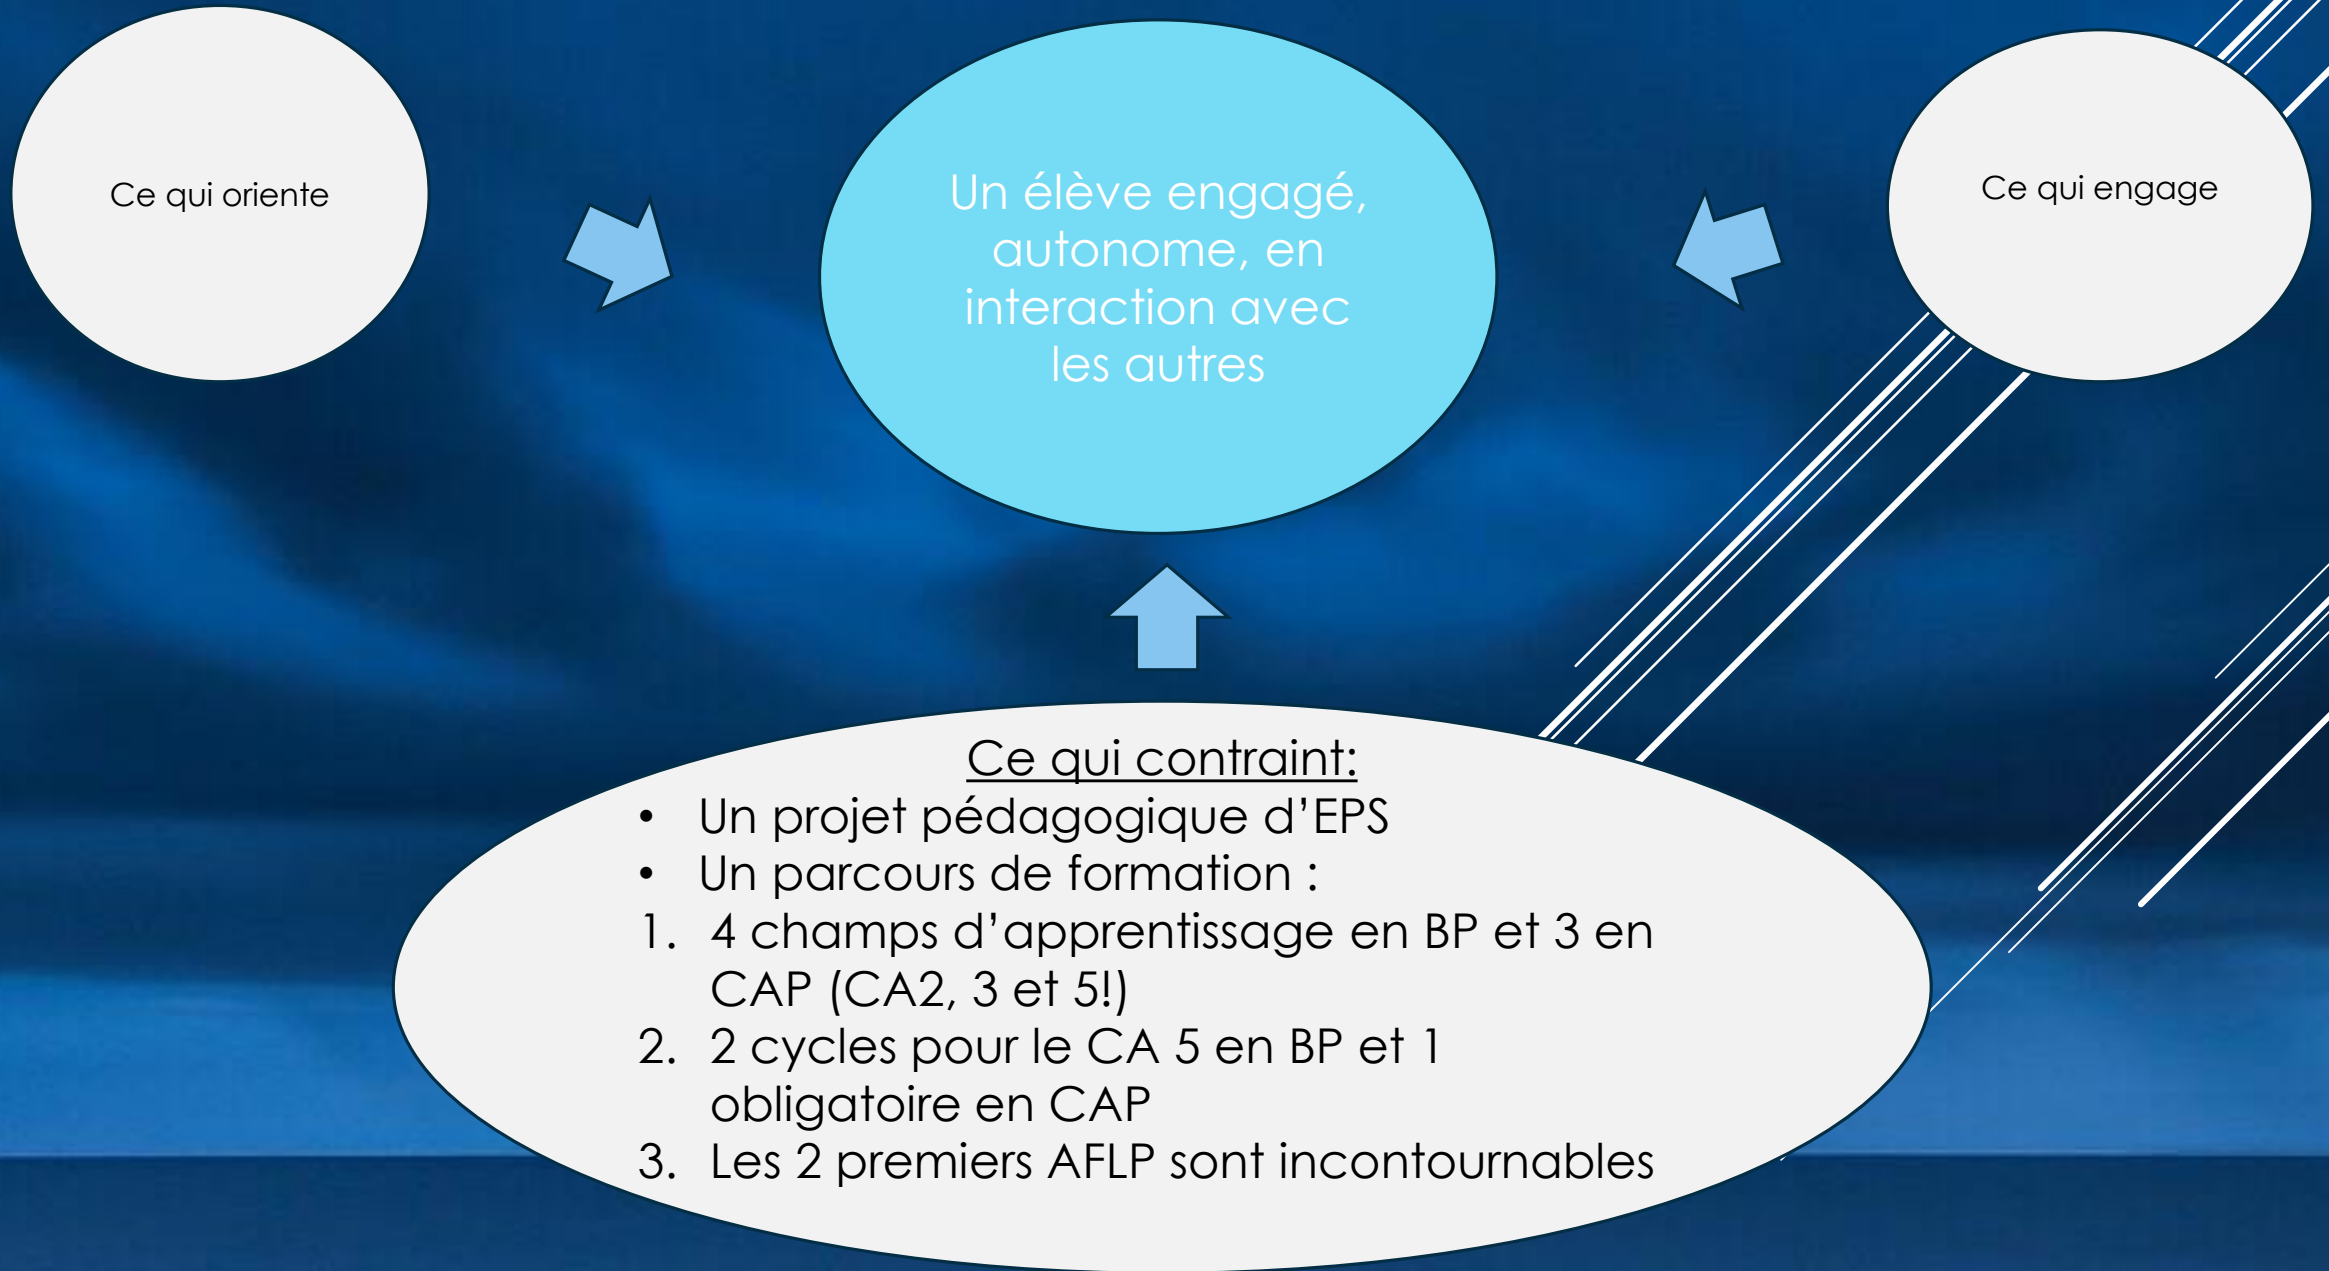 Ce qui oriente
Un élève engagé,
autonome, en
interaction avec
les autres
Ce qui engage
Ce qui contraint:
• Un projet pédagogique d’EPS
• Un parcours de formation :
1. 4 champs d’apprentissage en BP et 3 en
CAP (CA2, 3 et 5!)
2. 2 cycles pour le CA 5 en BP et 1
obligatoire en CAP
3. Les 2 premiers AFLP sont incontournables